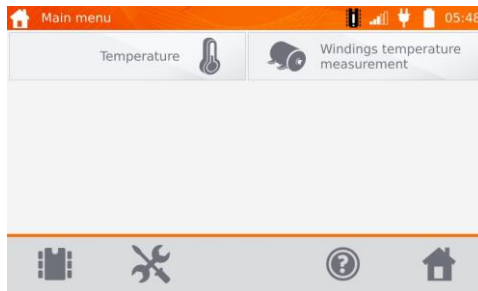 Main menu 05:48
Temperature
Windings temperature
measurement
?